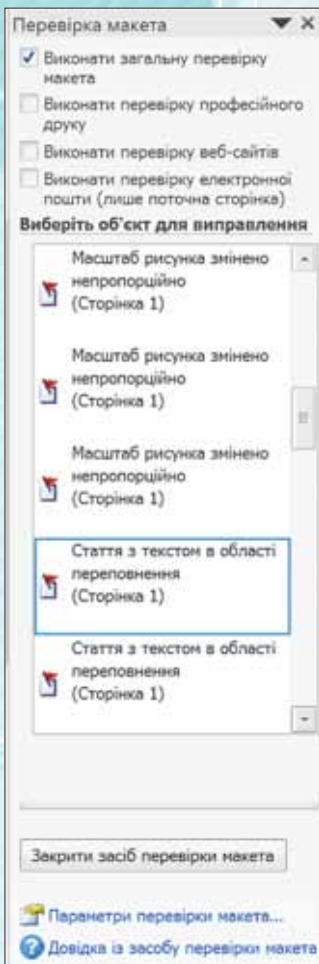 Перевірка макета
Виконати загальну перевірку
макета
Виконати перевірку професійного
друку
Виконати перевірку веб-сайтів
Виконати перевірку електронної
пошти (лише поточна сторінка)
Виберіть об'єкт для виправлення
Масштаб рисунка змінено
непропорційно
(Сторінка 1)
Масштаб рисунка змінено
непропорційно
(Сторінка 1)
Масштаб рисунка змінено
непропорційно
(Сторінка 1)
Стаття з текстом в області
переповнення
(Сторінка 1)
Стаття з текстом в області
переповнення
(Сторінка 1)
Закрити засіб перевірки макета
Параметри перевірки макета...
Довідка із засобу перевірки макета